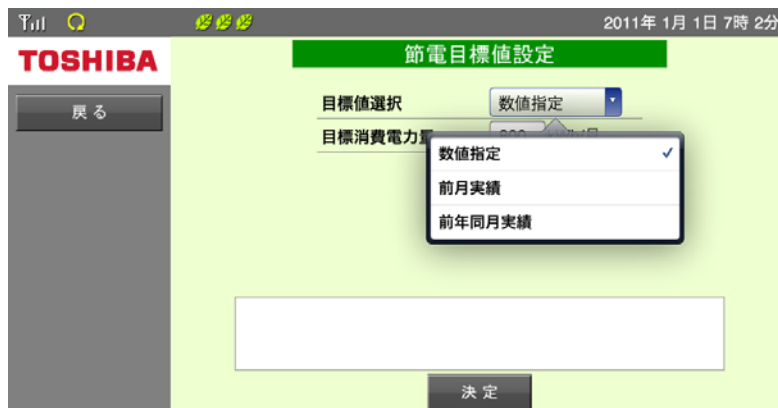 2011年 1月 1日 7時 2分
TOSHIBA
節電目標値設定
戻る
目標値選択 数値指定
目標消費電力量
数値指定
前月実績
前年同月実績
決定